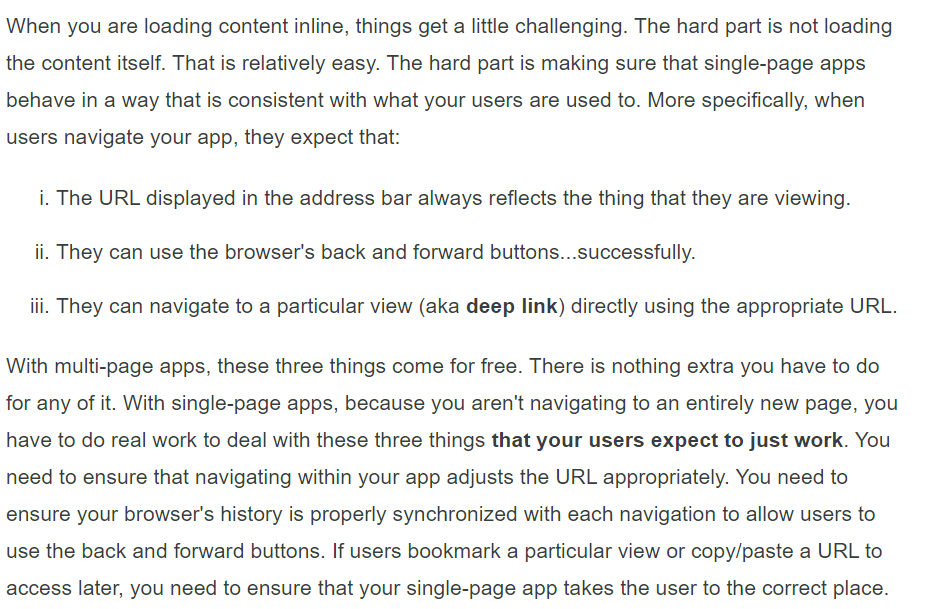 When you are loading content inline, things get a little challenging. The hard part is not loading
the content itself. That is relatively easy. The hard part is making sure that single-page apps
behave in a way that is consistent with what your users are used to. More specifically, when
users navigate your app, they expect that:
i. The URL displayed in the address bar always reflects the thing that they are viewing.
ii. They can use the browser's back and forward buttons...successfully.
iii. They can navigate to a particular view (aka deep link) directly using the appropriate URL.
With multi-page apps, these three things come for free. There is nothing extra you have to do
for any of it. With single-page apps, because you aren't navigating to an entirely new page, you
have to do real work to deal with these three things that your users expect to just work. You
need to ensure that navigating within your app adjusts the URL appropriately. You need to
ensure your browser's history is properly synchronized with each navigation to allow users to
use the back and forward buttons. If users bookmark a particular view or copy/paste a URL to
access later, you need to ensure that your single-page app takes the user to the correct place.